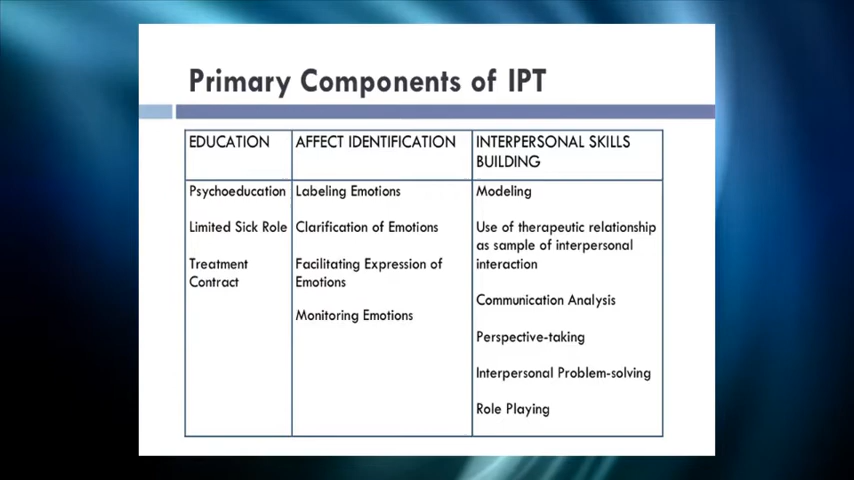 Primary Components of IPT
EDUCATION
Psychoeducation
Limited Sick Role
Treatment
Contract
AFFECT IDENTIFICATION
Labeling Emotions
Clarification of Emotions
Facilitating Expression of
Emotions
Monitoring Emotions
INTERPERSONAL SKILLS
BUILDING
Modeling
Use of therapeutic relationship
as sample of interpersonal
interaction
Communication Analysis
Perspective-taking
Interpersonal Problem-solving
Role Playing